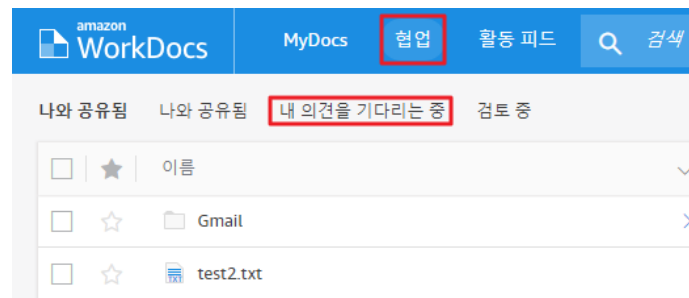 amazon
WorkDocs MyDocs 협업 활동 피드 검색
나와 공유됨 나와 공유됨 내 의견을 기다리는 중 검토 중
이름
Gmail
TXT test2.txt